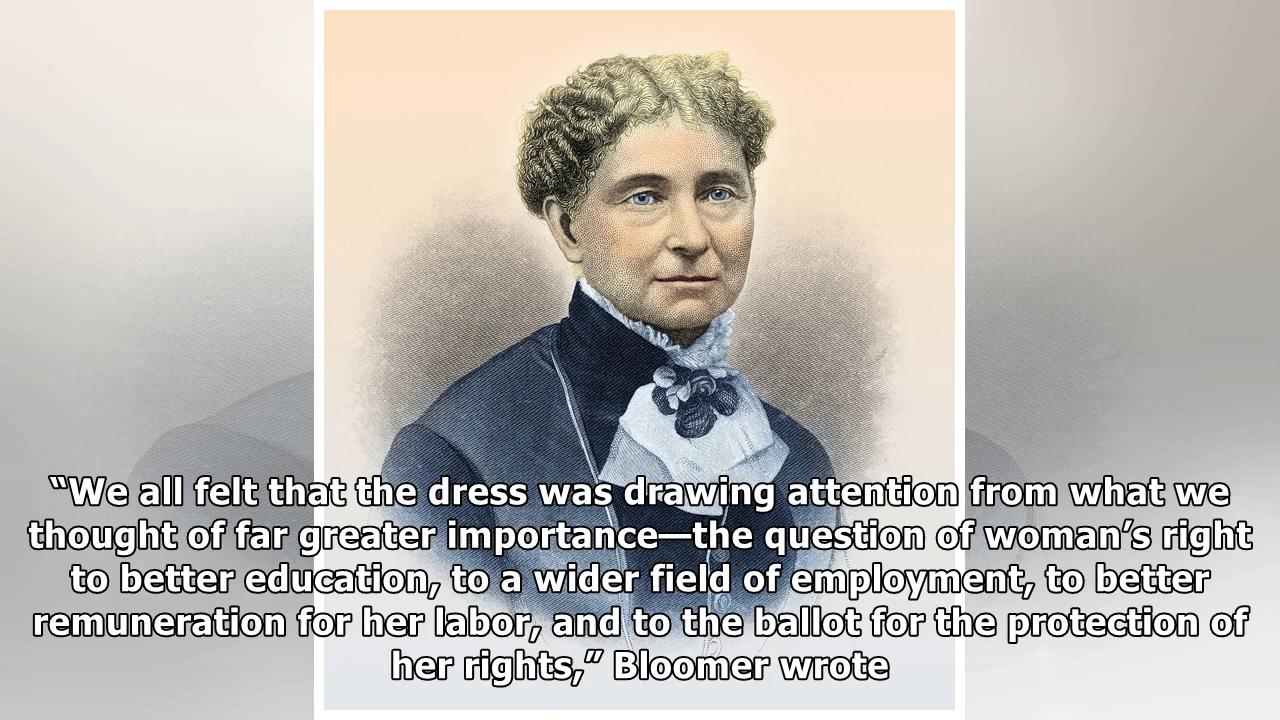 “We all felt that the dress was drawing attention from what we
thought of far greater importance—the question of woman’s right
to better education, to a wider field of employment, to better
remuneration for her labor, and to the ballot for the protection of
her rights,” Bloomer wrote